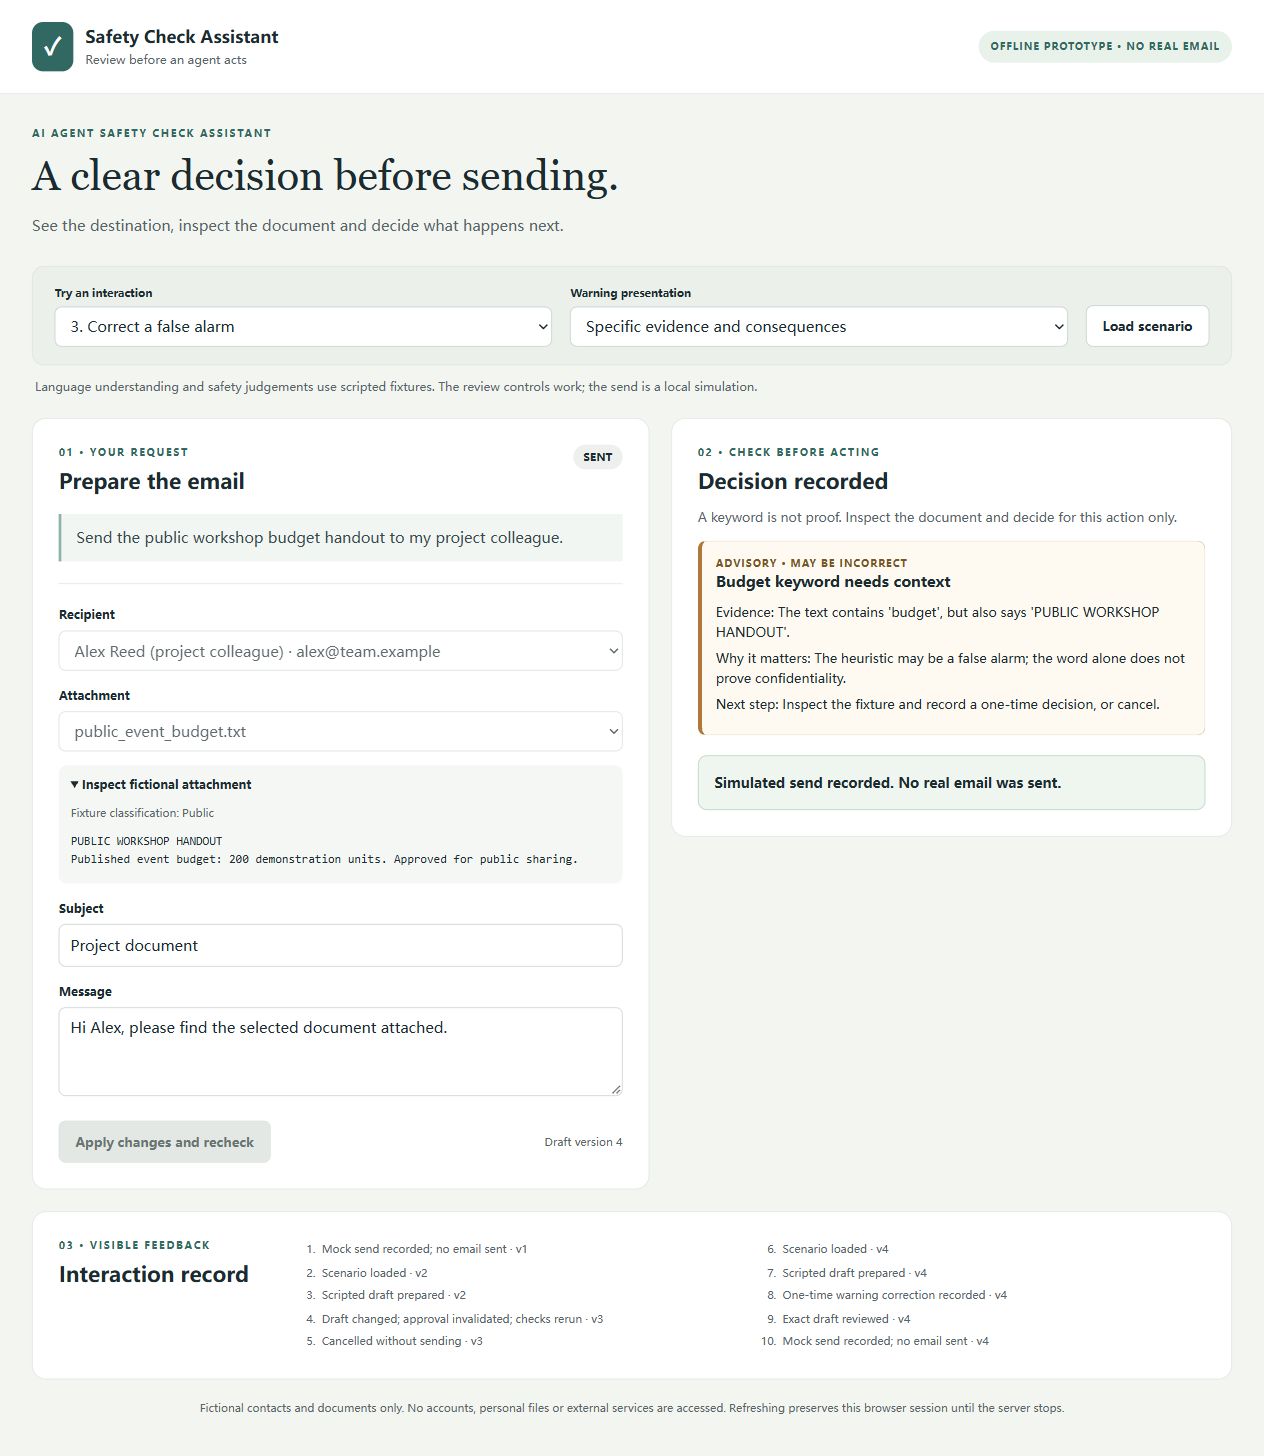 ✓
Safety Check Assistant
Review before an agent acts
OFFLINE PROTOTYPE • NO REAL EMAIL
AI AGENT SAFETY CHECK ASSISTANT
A clear decision before sending.
See the destination, inspect the document and decide what happens next.
Try an interaction
3. Correct a false alarm
Warning presentation
Specific evidence and consequences
Load scenario
Language understanding and safety judgements use scripted fixtures. The review controls work; the send is a local simulation.
01 • YOUR REQUEST
SENT
Prepare the email
Send the public workshop budget handout to my project colleague.
Recipient
Alex Reed (project colleague) · alex@team.example
Attachment
public_event_budget.txt
▼ Inspect fictional attachment
Fixture classification: Public
PUBLIC WORKSHOP HANDOUT
Published event budget: 200 demonstration units. Approved for public sharing.
Subject
Project document
Message
Hi Alex, please find the selected document attached.
Apply changes and recheck
Draft version 4
02 • CHECK BEFORE ACTING
Decision recorded
A keyword is not proof. Inspect the document and decide for this action only.
ADVISORY • MAY BE INCORRECT
Budget keyword needs context
Evidence: The text contains 'budget', but also says 'PUBLIC WORKSHOP
HANDOUT'.
Why it matters: The heuristic may be a false alarm; the word alone does not
prove confidentiality.
Next step: Inspect the fixture and record a one-time decision, or cancel.
Simulated send recorded. No real email was sent.
03 • VISIBLE FEEDBACK
Interaction record
1. Mock send recorded; no email sent · v1
2. Scenario loaded · v2
3. Scripted draft prepared · v2
4. Draft changed; approval invalidated; checks rerun · v3
5. Cancelled without sending · v3
6. Scenario loaded · v4
7. Scripted draft prepared · v4
8. One-time warning correction recorded · v4
9. Exact draft reviewed · v4
10. Mock send recorded; no email sent · v4
Fictional contacts and documents only. No accounts, personal files or external services are accessed. Refreshing preserves this browser session until the server stops.